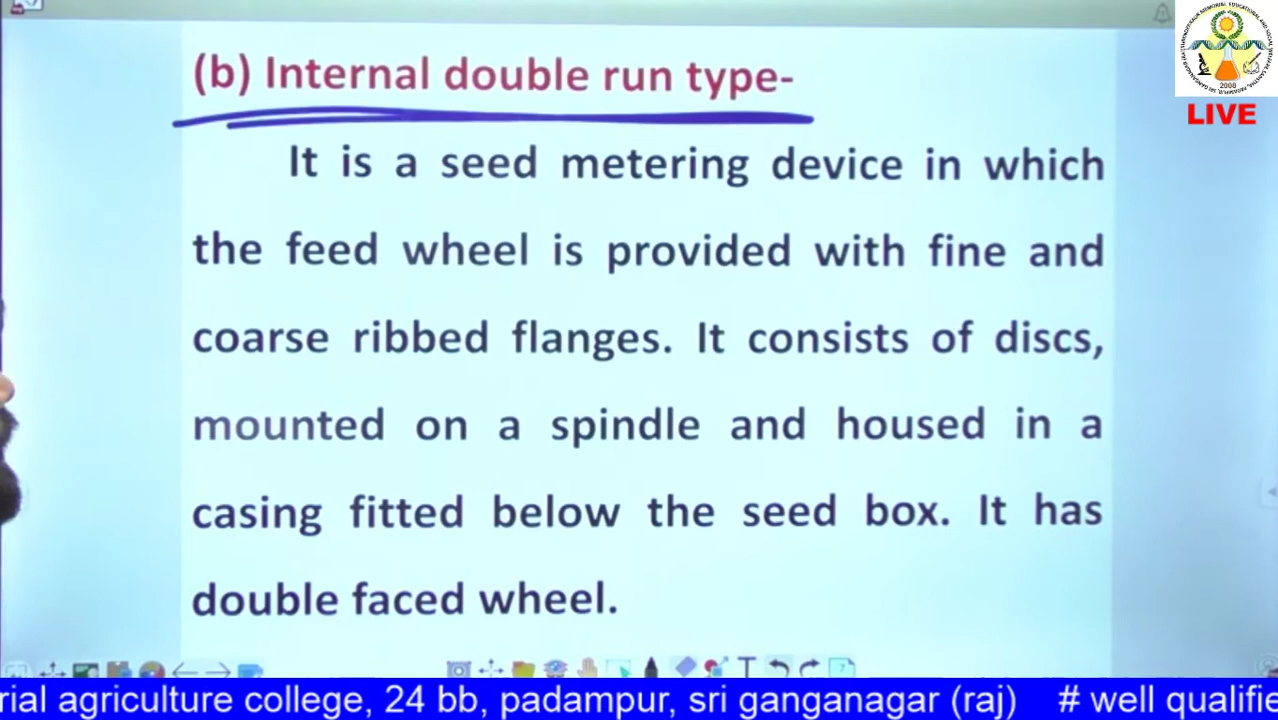 (b) Internal double run type-
It is a seed metering device in which
the feed wheel is provided with fine and
coarse ribbed flanges. It consists of discs,
mounted on a spindle and housed in a
casing fitted below the seed box. It has
double faced wheel.
2008
LIVE
T
7
rial agriculture college, 24 bb, padampur, sri ganganagar (raj) # well qualifie